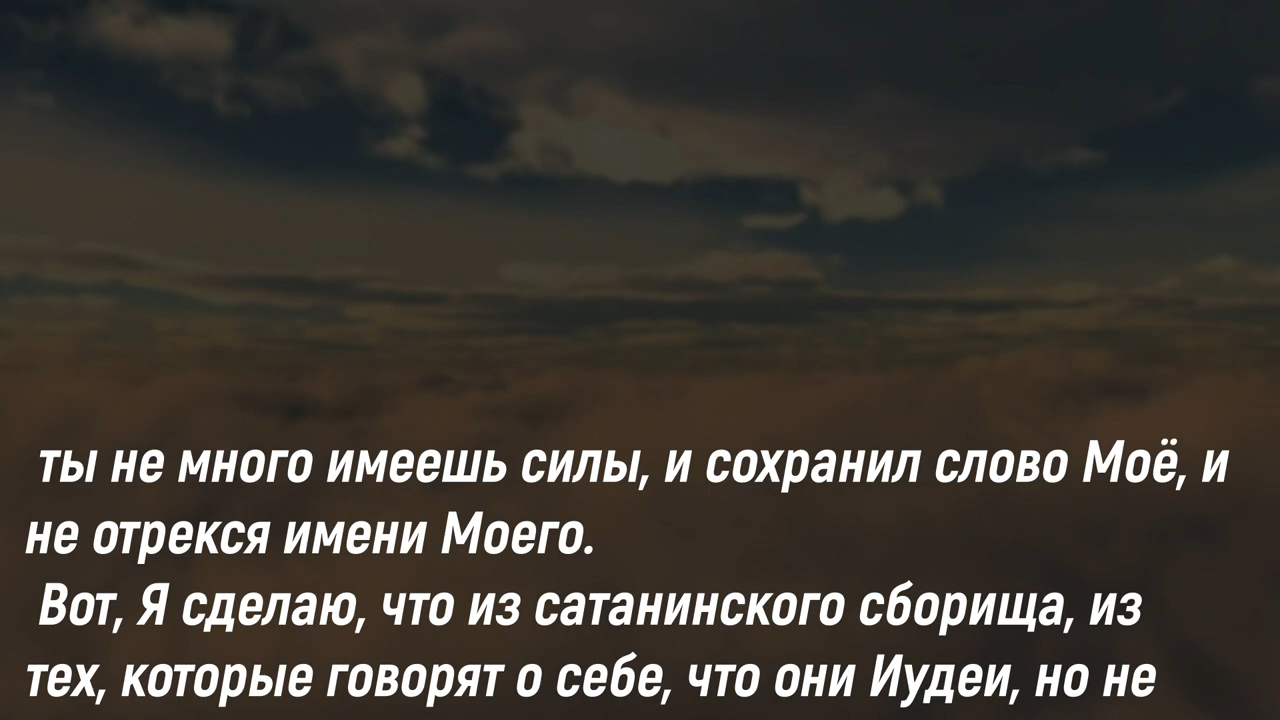 ты не много имеешь силы, и сохранил слово Моё, и
не отрекся имени Моего.
Вот, Я сделаю, что из сатанинского сборища, из
тех, которые говорят о себе, что они Иудеи, но не